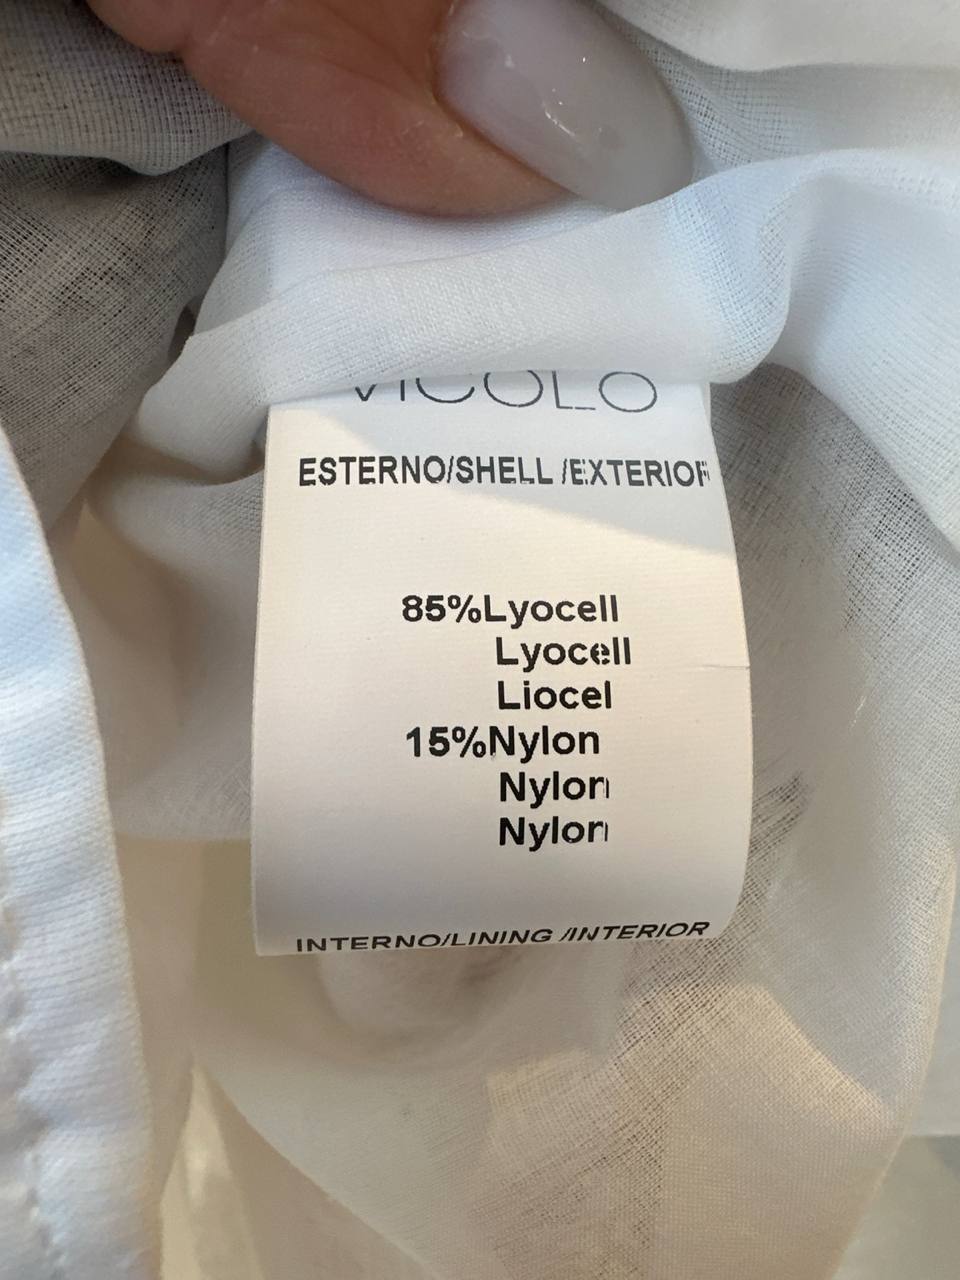 VICOLO
ESTERNO/SHELL /EXTERIOR
85%Lyocell
Lyocell
Liocel
15%Nylon
Nylon
Nylon
INTERNO/LINING /INTERIOR